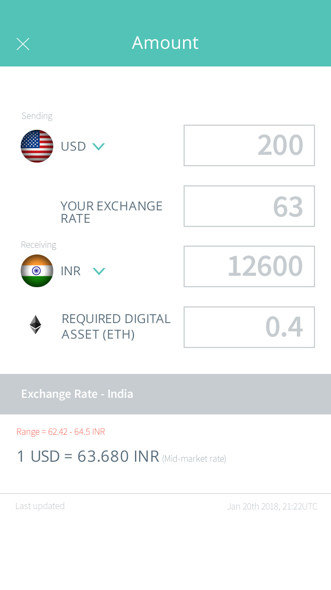 Amount
Sending
USD
200
YOUR EXCHANGE
RATE
63
Receiving
INR
12600
REQUIRED DIGITAL
ASSET (ETH)
0.4
Exchange Rate - India
Range = 62.42 - 64.5 INR
1 USD = 63.680 INR (Mid-market rate)
Last updated
Jan 20th 2018, 21:22UTC